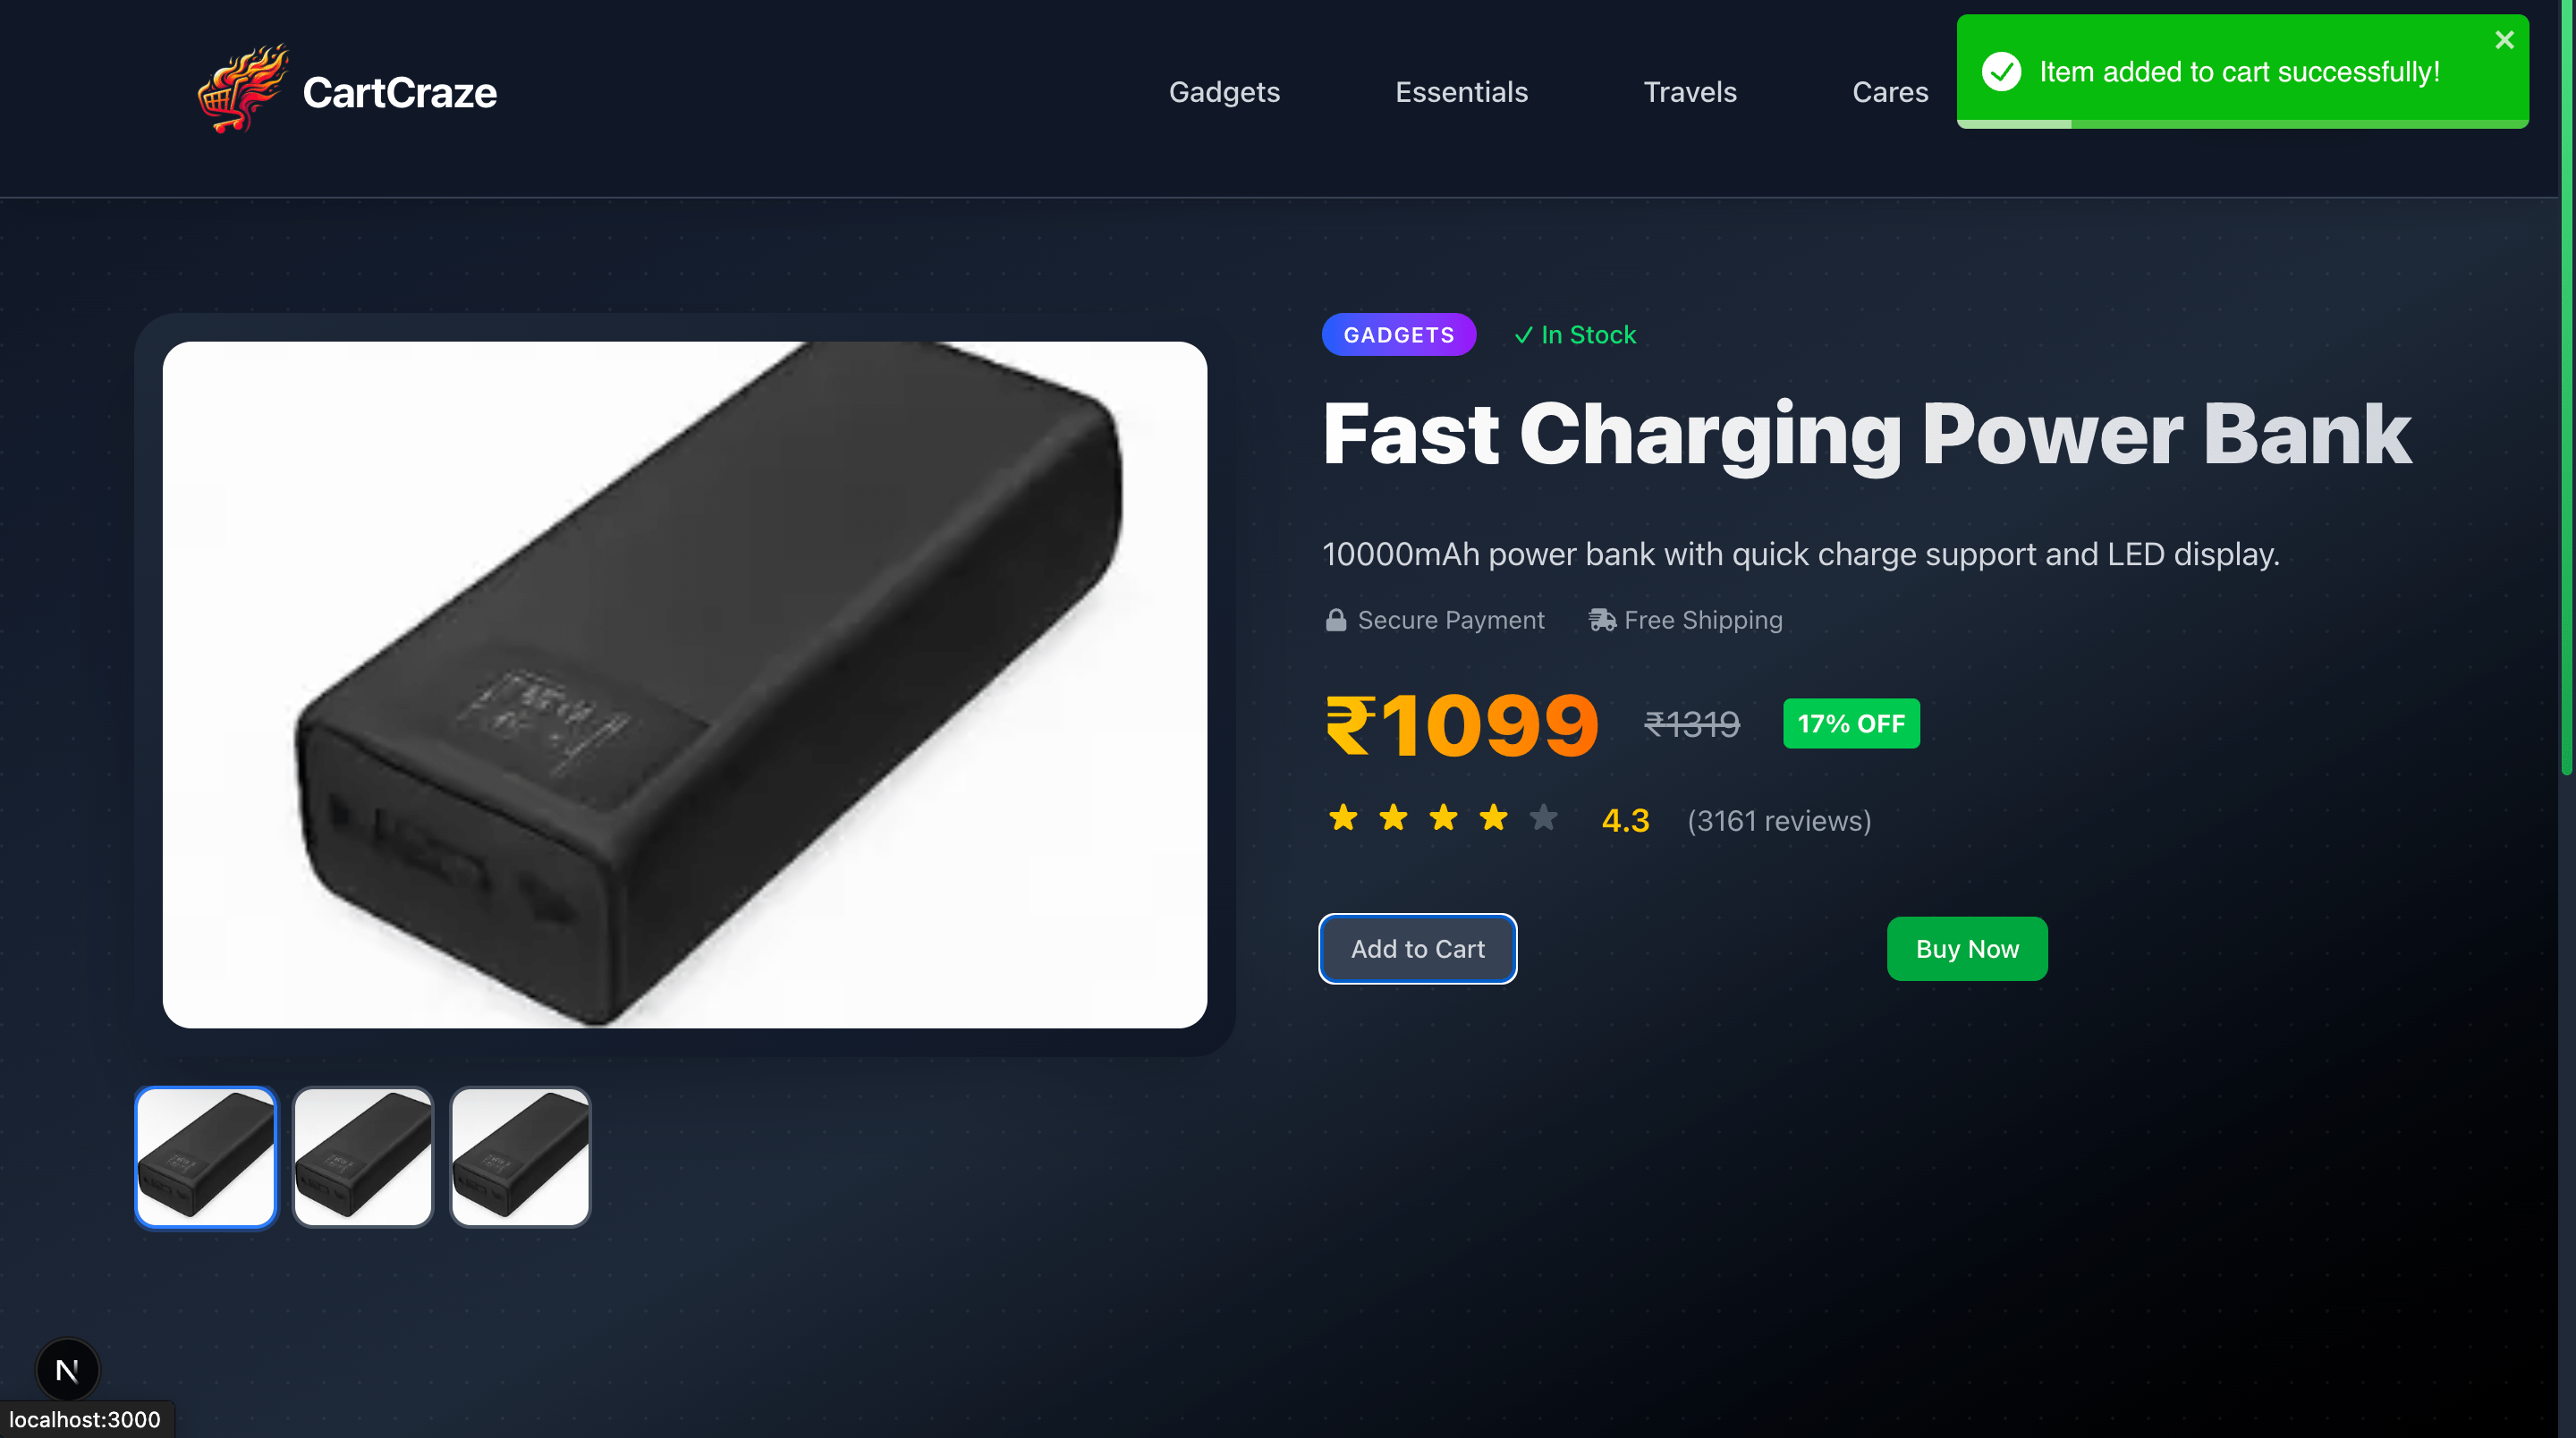 CartCraze
Gadgets
Essentials
Travels
Cares
Item added to cart successfully!
GADGETS
✓ In Stock
Fast Charging Power Bank
10000mAh power bank with quick charge support and LED display.
Secure Payment
Free Shipping
₹1099
₹1319
17% OFF
4.3
(3161 reviews)
Add to Cart
Buy Now
N
localhost:3000